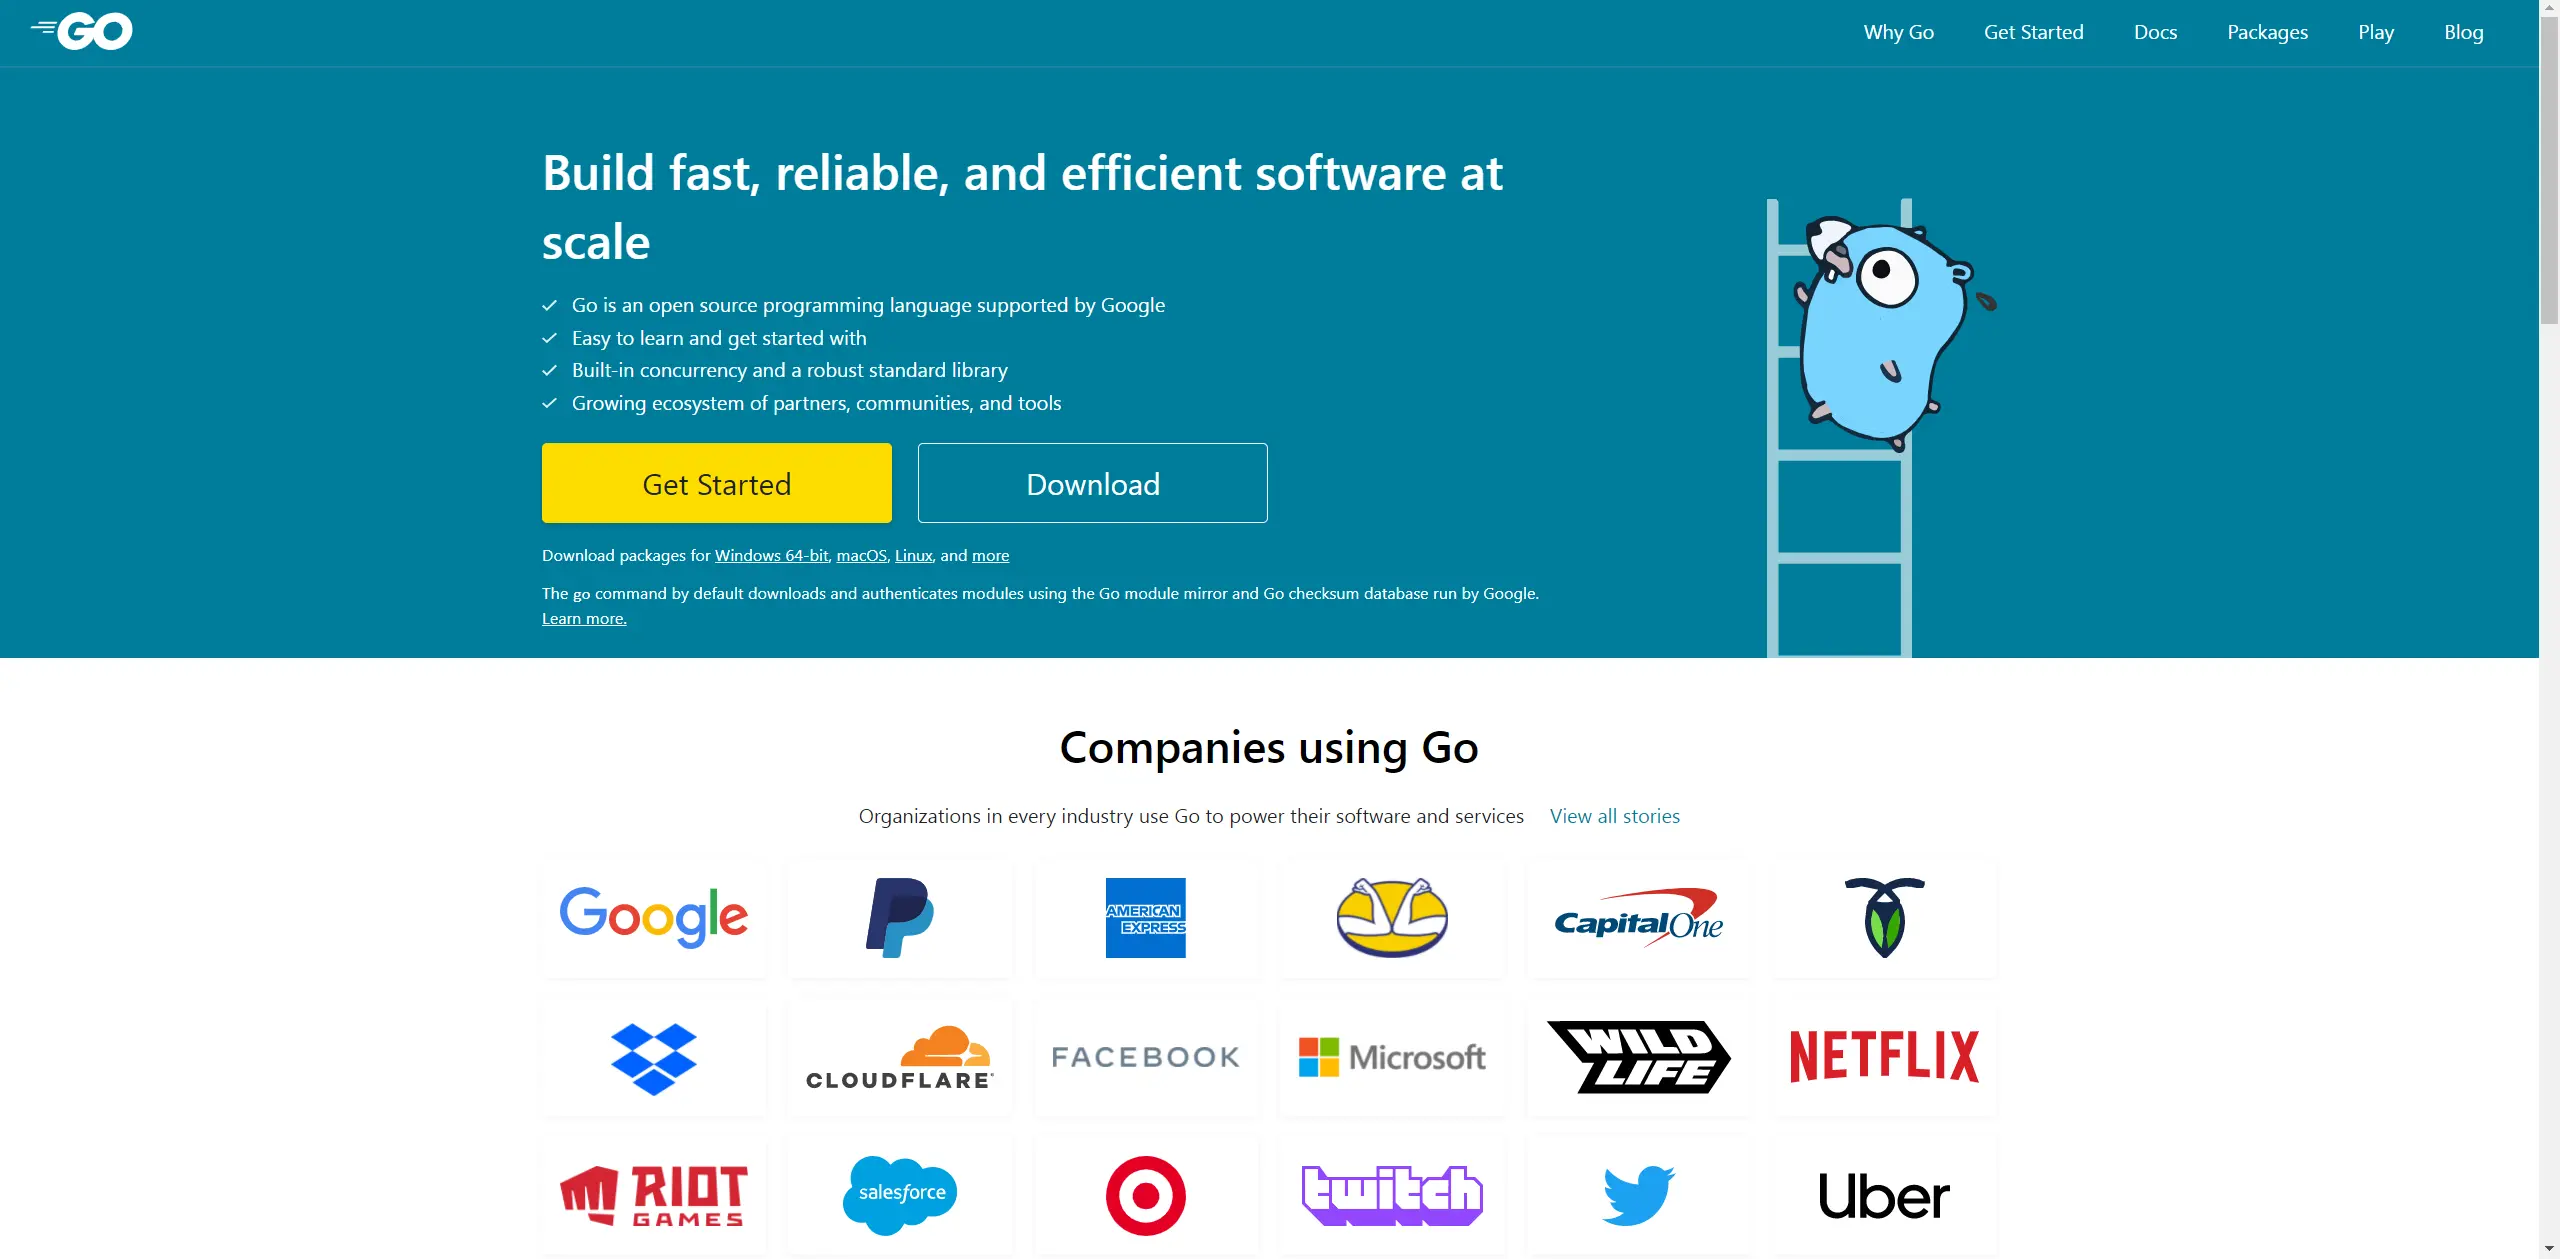 GO
Why Go
Get Started
Docs
Packages
Play
Blog
Build fast, reliable, and efficient software at
scale
Go is an open source programming language supported by Google
Easy to learn and get started with
Built-in concurrency and a robust standard library
Growing ecosystem of partners, communities, and tools
Get Started
Download
Download packages for Windows 64-bit, macOS, Linux, and more
The go command by default downloads and authenticates modules using the Go module mirror and Go checksum database run by Google.
Learn more.
Companies using Go
Organizations in every industry use Go to power their software and services View all stories
Google
AMERICAN
EXPRESS
Capital One
CLOUDFLARE
FACEBOOK
Microsoft
WILD
LIFE
NETFLIX
RIOT
GAMES
salesforce
twitch
Uber